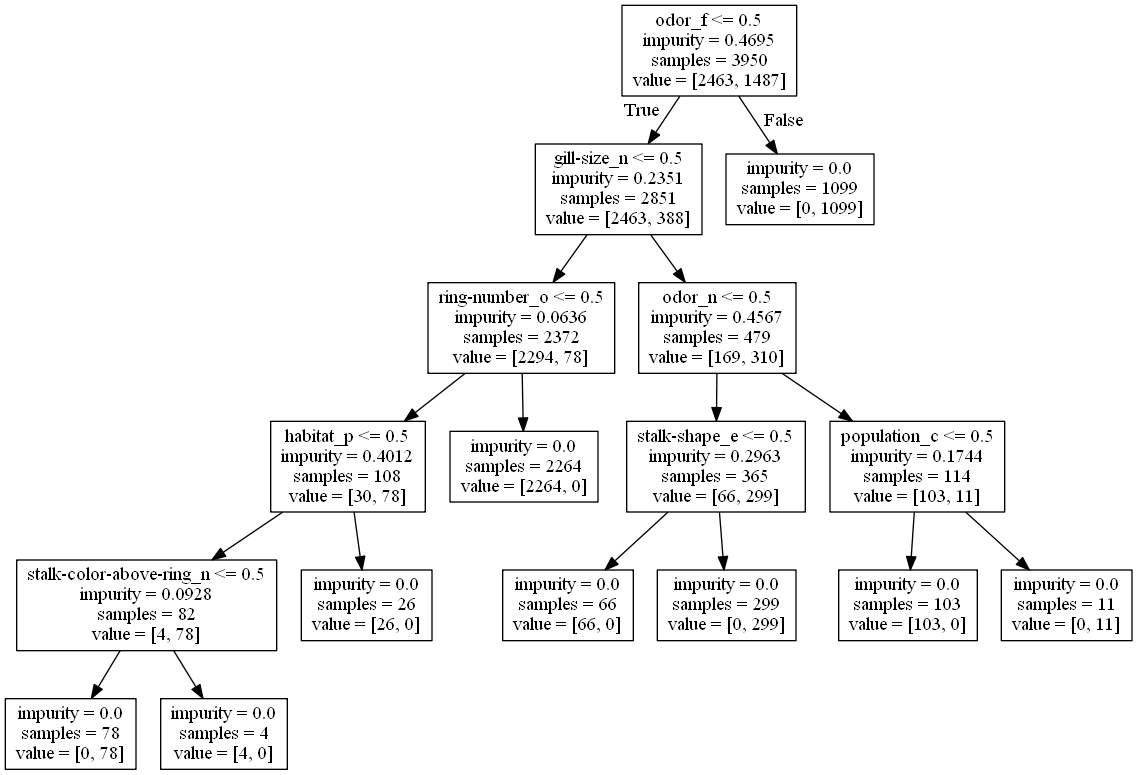 odor_f <= 0.5
impurity = 0.4695
samples = 3950
value = [2463, 1487]
True
False
gill-size_n <= 0.5
impurity = 0.2351
samples = 2851
value = [2463, 388]
impurity = 0.0
samples = 1099
value = [0, 1099]
ring-number_o <= 0.5
impurity = 0.0636
samples = 2372
value = [2294, 78]
odor_n <= 0.5
impurity = 0.4567
samples = 479
value = [169, 310]
habitat_p <= 0.5
impurity = 0.4012
samples = 108
value = [30, 78]
impurity = 0.0
samples = 2264
value = [2264, 0]
stalk-shape_e <= 0.5
impurity = 0.2963
samples = 365
value = [66, 299]
population_c <= 0.5
impurity = 0.1744
samples = 114
value = [103, 11]
stalk-color-above-ring_n <= 0.5
impurity = 0.0928
samples = 82
value = [4, 78]
impurity = 0.0
samples = 26
value = [26, 0]
impurity = 0.0
samples = 66
value = [66, 0]
impurity = 0.0
samples = 299
value = [0, 299]
impurity = 0.0
samples = 103
value = [103, 0]
impurity = 0.0
samples = 11
value = [0, 11]
impurity = 0.0
samples = 78
value = [0, 78]
impurity = 0.0
samples = 4
value = [4, 0]